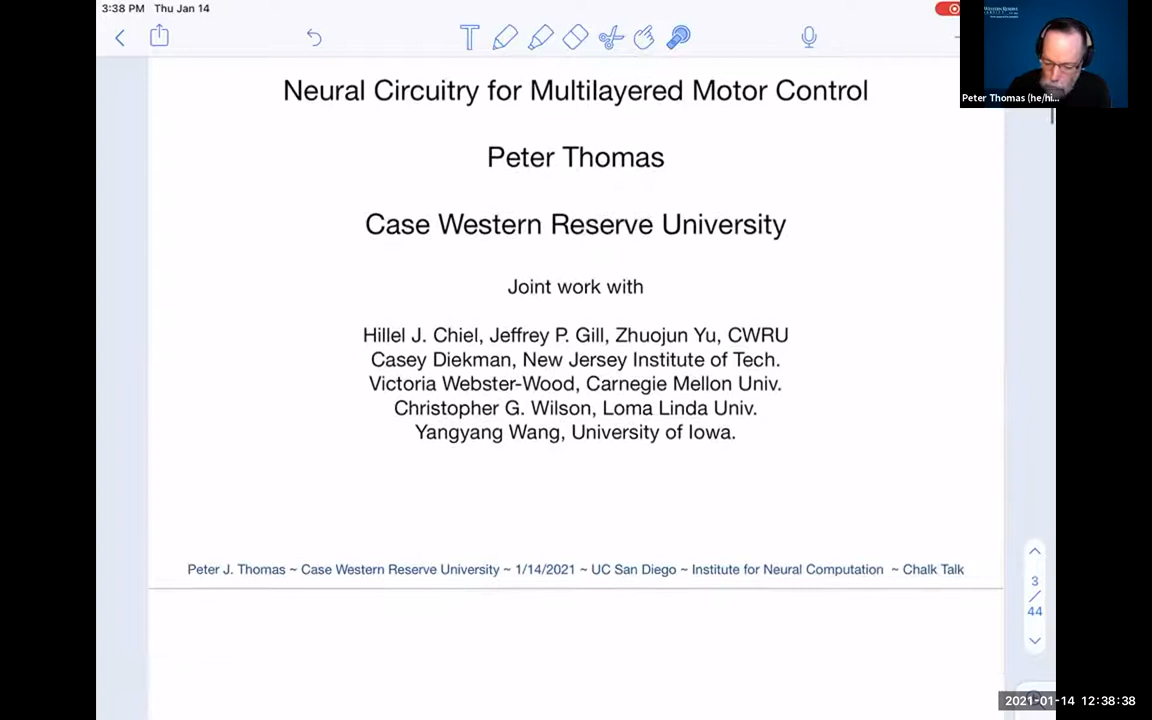 3:38 PM Thu Jan 14
T
WESTERN RESERVE
Peter Thomas (he/hi...
Neural Circuitry for Multilayered Motor Control
Peter Thomas
Case Western Reserve University
Joint work with
Hillel J. Chiel, Jeffrey P. Gill, Zhuojun Yu, CWRU
Casey Diekman, New Jersey Institute of Tech.
Victoria Webster-Wood, Carnegie Mellon Univ.
Christopher G. Wilson, Loma Linda Univ.
Yangyang Wang, University of Iowa.
Peter J. Thomas ~ Case Western Reserve University ~ 1/14/2021 ~ UC San Diego ~ Institute for Neural Computation ~ Chalk Talk
3
/
44
2021-01-14 12:38:38